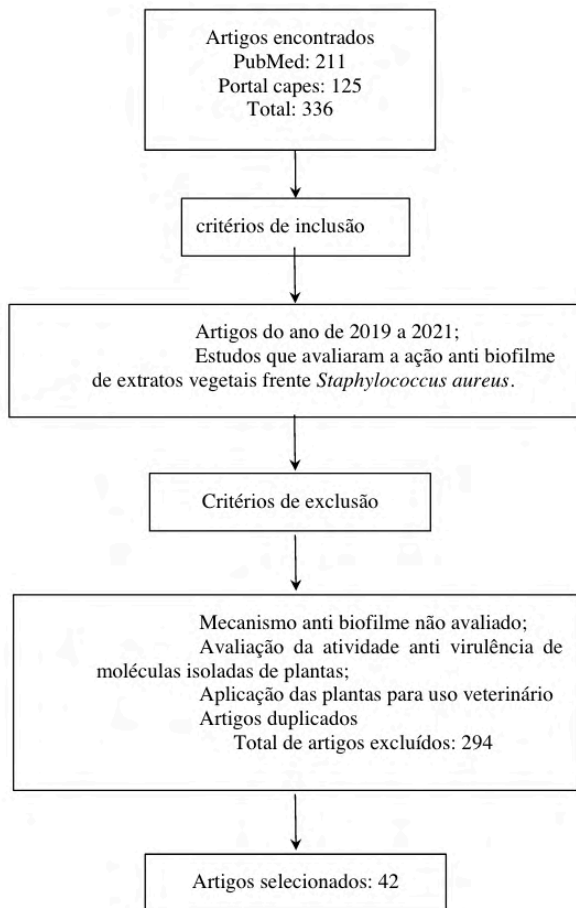 Artigos encontrados
PubMed: 211
Portal capes: 125
Total: 336
critérios de inclusão
Artigos do ano de 2019 a 2021;
Estudos que avaliaram a ação anti biofilme
de extratos vegetais frente Staphylococcus aureus.
Critérios de exclusão
Mecanismo anti biofilme não avaliado;
Avaliação da atividade anti virulência de
moléculas isoladas de plantas;
Aplicação das plantas para uso veterinário
Artigos duplicados
Total de artigos excluídos: 294
Artigos selecionados: 42